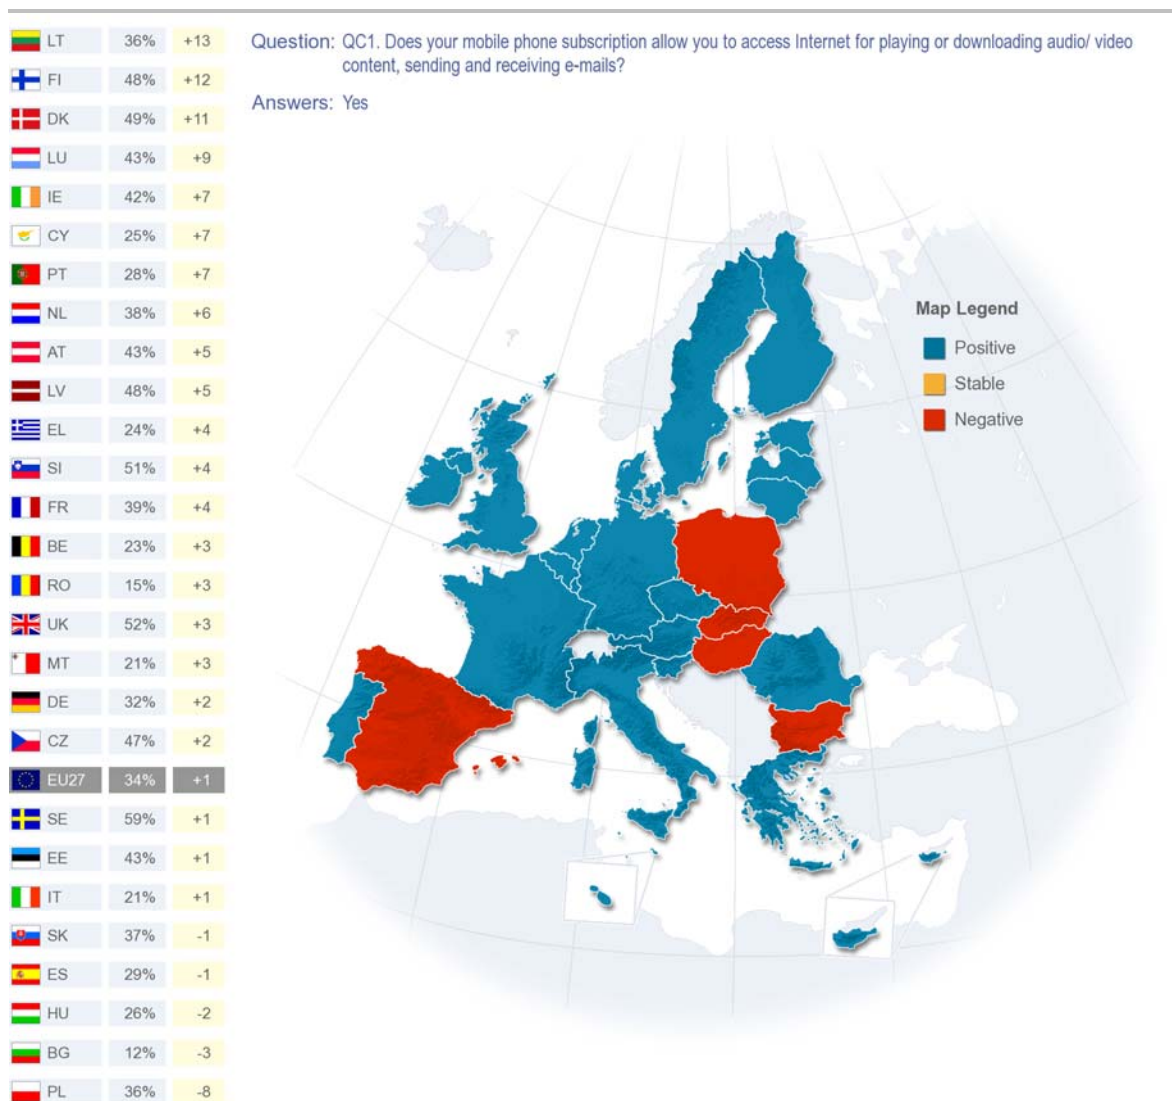 LT 36% +13
FI 48% +12
DK 49% +11
LU 43% +9
IE 42% +7
CY 25% +7
PT 28% +7
NL 38% +6
AT 43% +5
LV 48% +5
EL 24% +4
SI 51% +4
FR 39% +4
BE 23% +3
RO 15% +3
UK 52% +3
MT 21% +3
DE 32% +2
CZ 47% +2
EU27 34% +1
SE 59% +1
EE 43% +1
IT 21% +1
SK 37% -1
ES 29% -1
HU 26% -2
BG 12% -3
PL 36% -8
Question: QC1. Does your mobile phone subscription allow you to access Internet for playing or downloading audio/ video
content, sending and receiving e-mails?
Answers: Yes
Map Legend
Positive
Stable
Negative